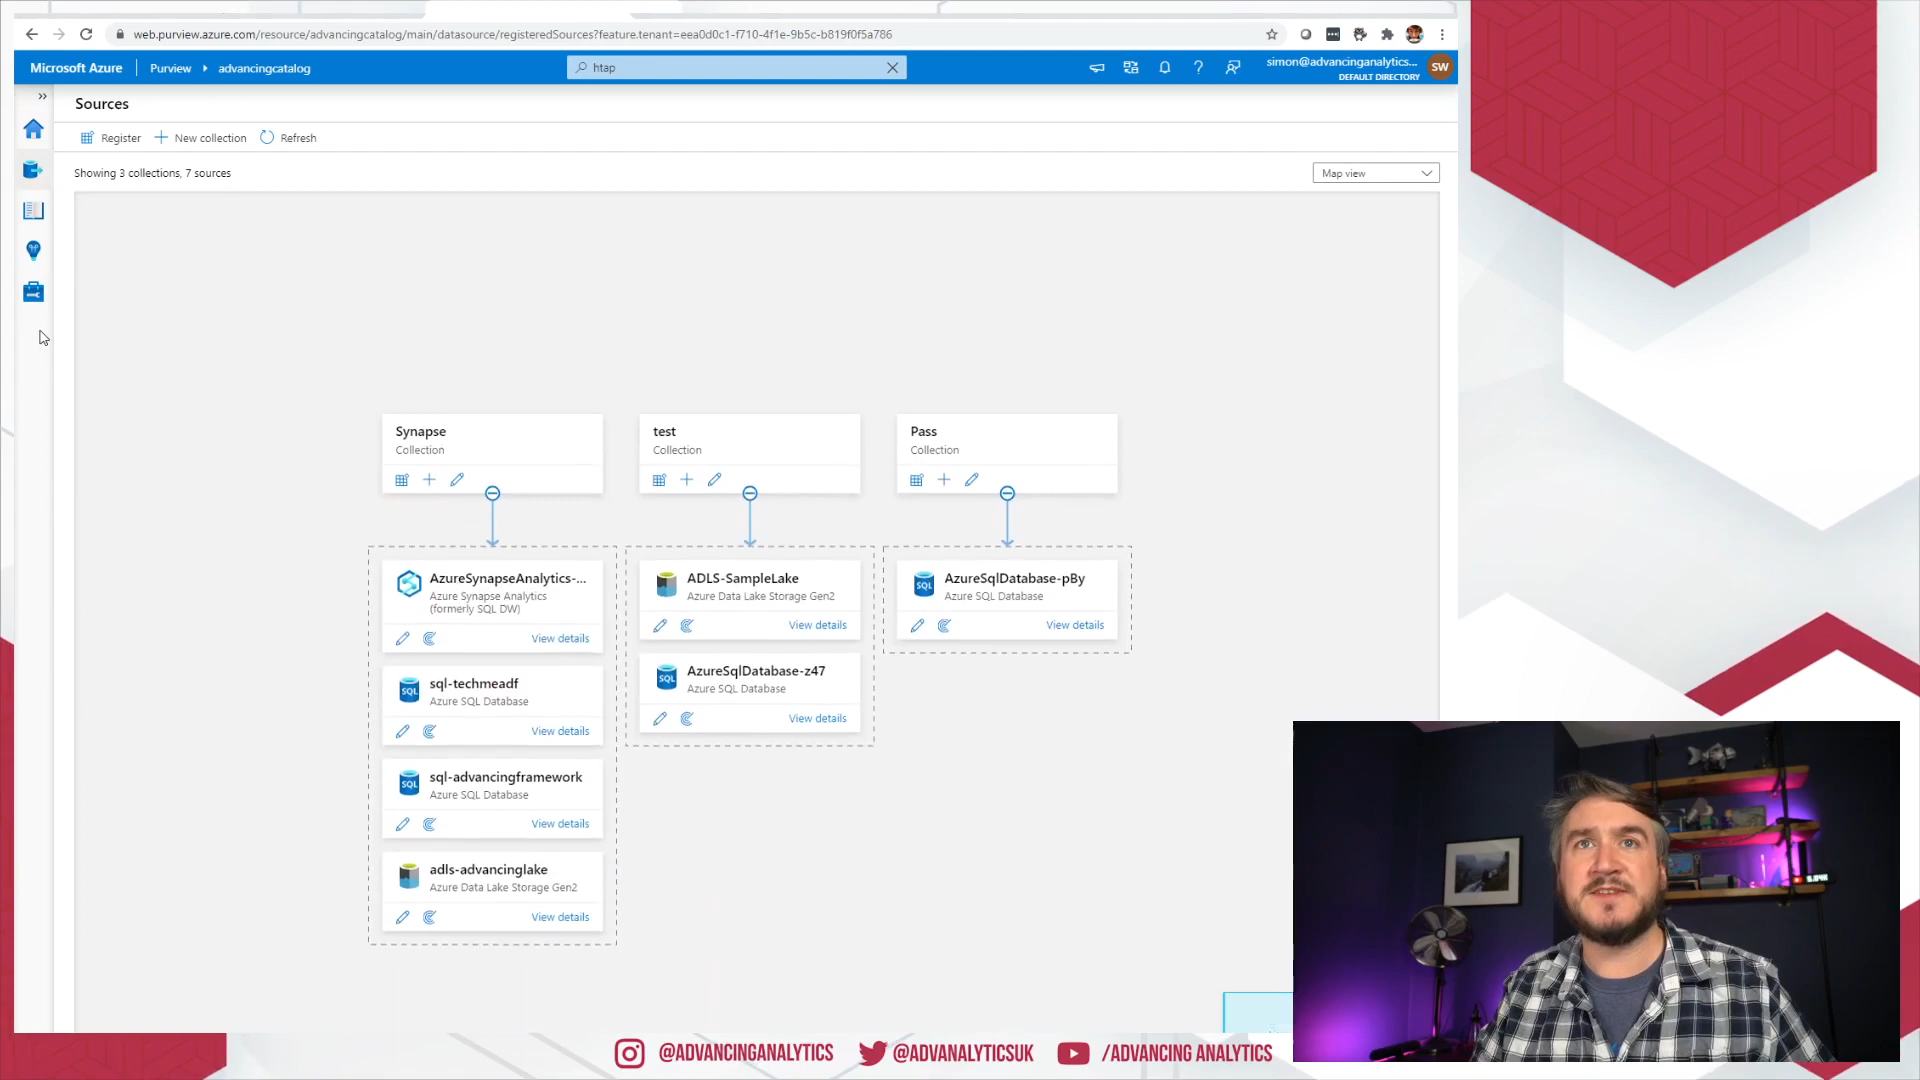 web.purview.azure.com/resource/advancingcatalog/main/datasource/registeredSources?feature.tenant=eea0d0c1-f710-4f1e-9b5c-b819f0f5a786
Microsoft Azure
Purview
advancingcatalog
htap
simon@advancinganalytics...
DEFAULT DIRECTORY
SW
Sources
Register
New collection
Refresh
Showing 3 collections, 7 sources
Map view
Synapse
Collection
test
Collection
Pass
Collection
AzureSynapseAnalytics-...
Azure Synapse Analytics
(formerly SQL DW)
View details
SQL
sql-techmeadf
Azure SQL Database
View details
SQL
sql-advancingframework
Azure SQL Database
View details
adls-advancinglake
Azure Data Lake Storage Gen2
View details
ADLS-SampleLake
Azure Data Lake Storage Gen2
View details
SQL
AzureSqlDatabase-z47
Azure SQL Database
View details
SQL
AzureSqlDatabase-pBy
Azure SQL Database
View details
@ADVANCINGANALYTICS
@ADVANALYTICSUK
/ADVANCING ANALYTICS